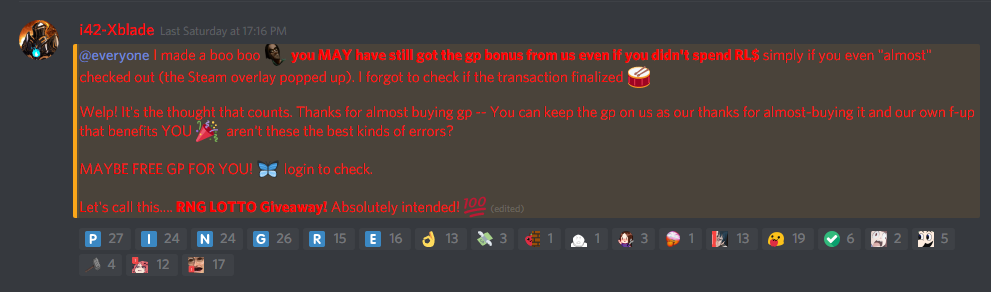 i42-Xblade Last Saturday at 17:16 PM
@everyone I made a boo boo you MAY have still got the gp bonus from us even if you didn't spend RL$ simply if you even "almost"
checked out (the Steam overlay popped up). I forgot to check if the transaction finalized
Welp! It's the thought that counts. Thanks for almost buying gp -- You can keep the gp on us as our thanks for almost-buying it and our own f-up
that benefits YOU aren't these the best kinds of errors?
MAYBE FREE GP FOR YOU! login to check.
Let's call this.... RNG LOTTO Giveaway? Absolutely intended! 100 (edited)
P 27 I 24 N 24 G 26 R 15 E 16 13 3 1 1 3 1 13 19 6 2 5
4 12 17